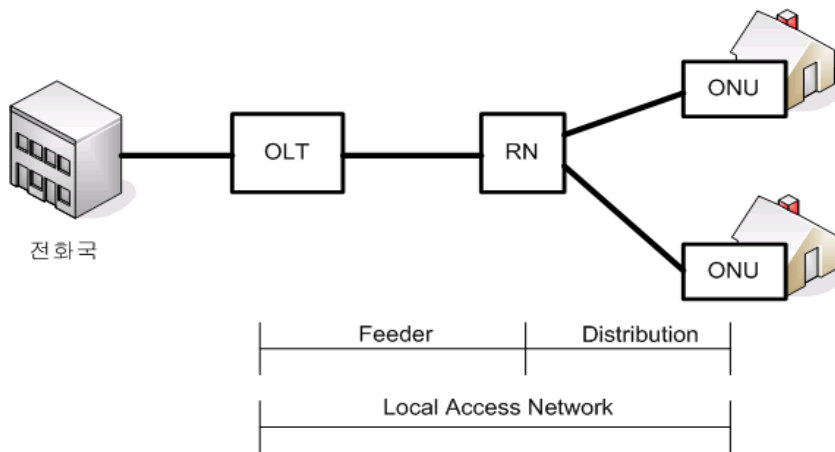 ONU
OLT
RN
전화국
ONU
Feeder
Distribution
Local Access Network